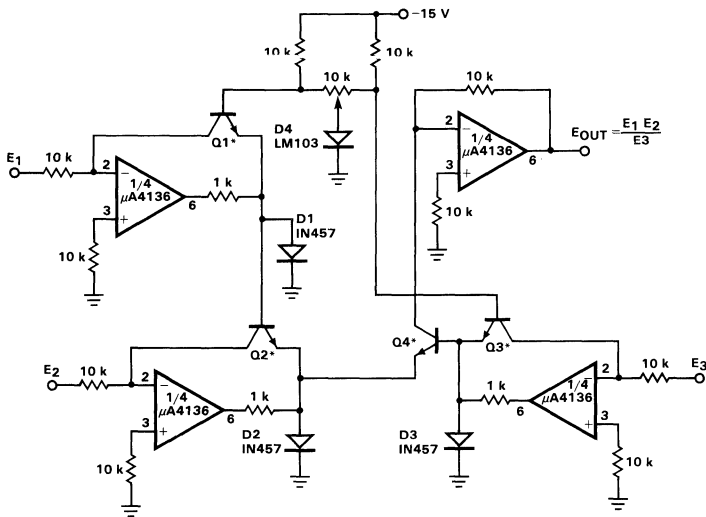 −15 V
10 k
10 k
10 k
10 k
D4
LM103
Q1*
E1
10 k
2
−
1/4
µA4136
3
+
6
1 k
10 k
D1
IN457
2
−
1/4
µA4136
3
+
6
10 k
EOUT = E1 E2
E3
Q2*
E2
10 k
2
−
1/4
µA4136
3
+
6
1 k
10 k
D2
IN457
Q4*
Q3*
D3
IN457
1 k
6
1/4
µA4136
−
2
+
3
10 k
E3
10 k